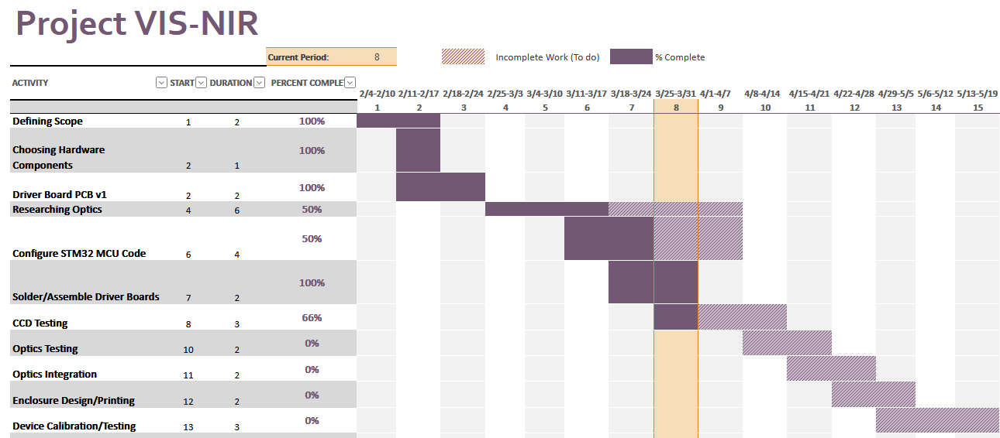 Project VIS-NIR
Current Period: 8
Incomplete Work (To do)
% Complete
ACTIVITY START DURATION PERCENT COMPLE
2/4-2/10 2/11-2/17 2/18-2/24 2/25-3/3 3/4-3/10 3/11-3/17 3/18-3/24 3/25-3/31 4/1-4/7 4/8-4/14 4/15-4/21 4/22-4/28 4/29-5/5 5/6-5/12 5/13-5/19
1 2 3 4 5 6 7 8 9 10 11 12 13 14 15
Defining Scope 1 2 100%
Choosing Hardware
Components 2 1 100%
Driver Board PCB v1 2 2 100%
Researching Optics 4 6 50%
Configure STM32 MCU Code 6 4 50%
Solder/Assemble Driver Boards 7 2 100%
CCD Testing 8 3 66%
Optics Testing 10 2 0%
Optics Integration 11 2 0%
Enclosure Design/Printing 12 2 0%
Device Calibration/Testing 13 3 0%